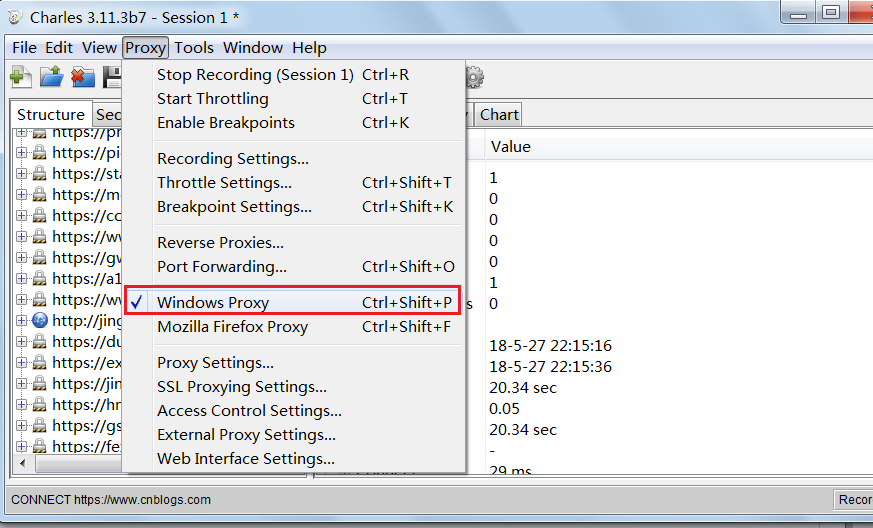 Charles 3.11.3b7 - Session 1 *
File Edit View Proxy Tools Window Help
Stop Recording (Session 1) Ctrl+R
Start Throttling Ctrl+T
Enable Breakpoints Ctrl+K
Recording Settings...
Throttle Settings... Ctrl+Shift+T
Breakpoint Settings... Ctrl+Shift+K
Reverse Proxies...
Port Forwarding... Ctrl+Shift+O
Windows Proxy Ctrl+Shift+P
Mozilla Firefox Proxy Ctrl+Shift+F
Proxy Settings...
SSL Proxying Settings...
Access Control Settings...
External Proxy Settings...
Web Interface Settings...
Structure Sec
Chart
https://pr
https://pi
https://sta
https://m
https://cc
https://w
https://gv
https://a1
https://w
http://jing
https://du
https://ex
https://jin
https://hr
https://gs
https://fe
Value
1
0
0
0
0
1
s 0
18-5-27 22:15:16
18-5-27 22:15:36
20.34 sec
0.05
20.34 sec
-
29 ms
CONNECT https://www.cnblogs.com
Recor